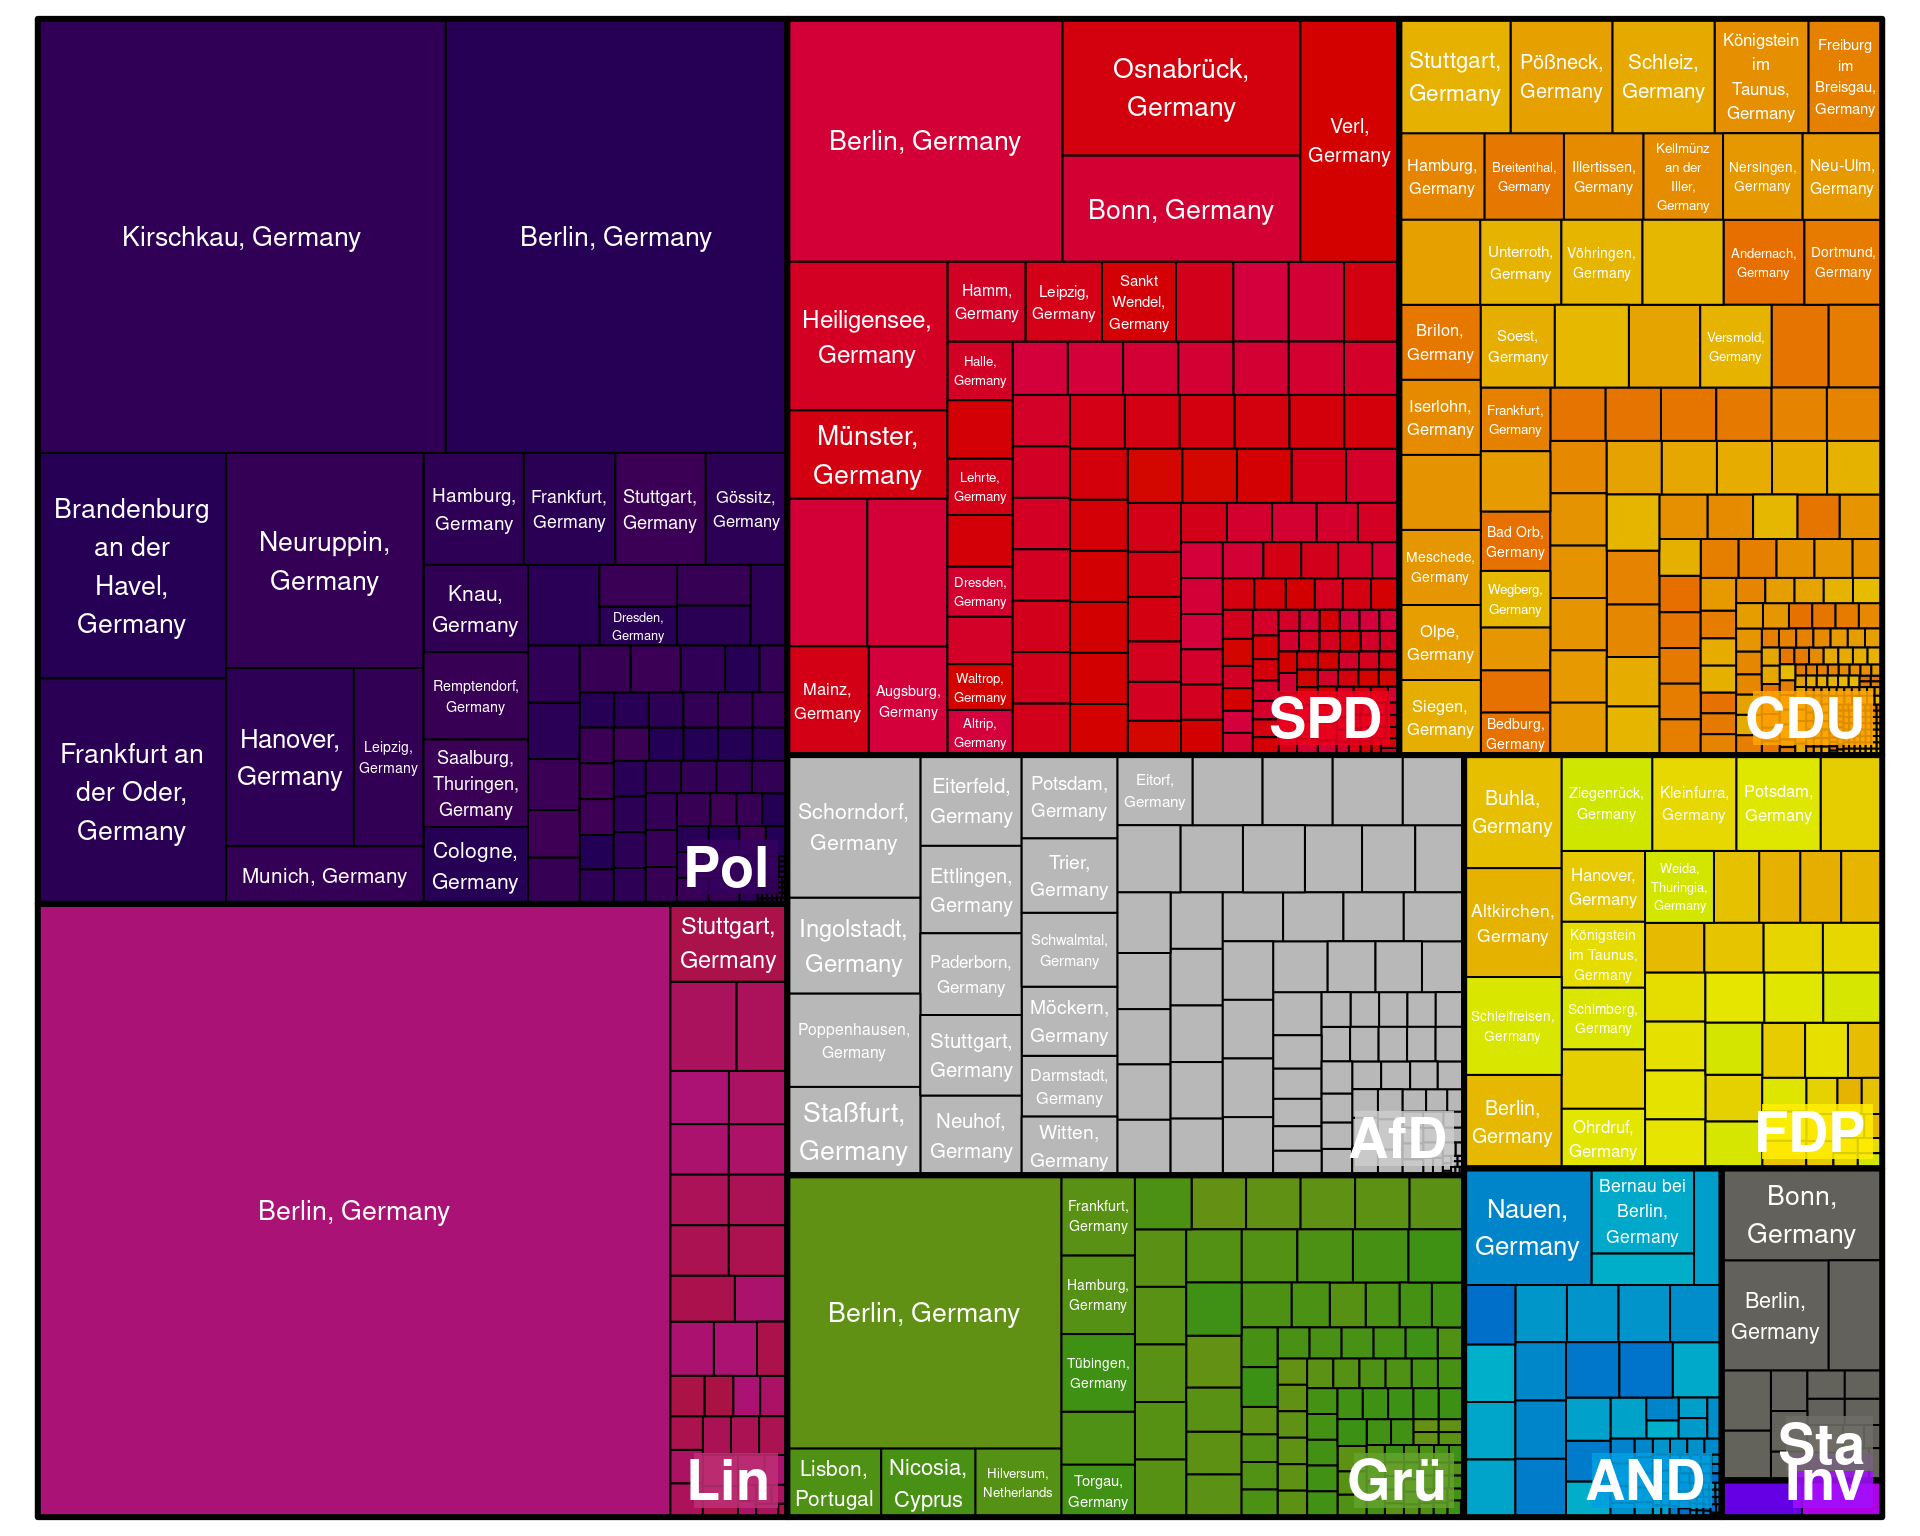 Kirschkau, Germany
Berlin, Germany
Brandenburg
an der
Havel,
Germany
Neuruppin,
Germany
Hamburg,
Germany
Frankfurt,
Germany
Stuttgart,
Germany
Gössitz,
Germany
Knau,
Germany
Dresden,
Germany
Frankfurt an
der Oder,
Germany
Hanover,
Germany
Leipzig,
Germany
Remptendorf,
Germany
Saalburg,
Thuringen,
Germany
Munich, Germany
Cologne,
Germany
Pol
Berlin, Germany
Stuttgart,
Germany
Lin
Berlin, Germany
Osnabrück,
Germany
Verl,
Germany
Bonn, Germany
Heiligensee,
Germany
Hamm,
Germany
Leipzig,
Germany
Sankt
Wendel,
Germany
Halle,
Germany
Münster,
Germany
Lehrte,
Germany
Dresden,
Germany
Mainz,
Germany
Augsburg,
Germany
Waltrop,
Germany
Altrip,
Germany
SPD
Stuttgart,
Germany
Pößneck,
Germany
Schleiz,
Germany
Königstein
im
Taunus,
Germany
Freiburg
im
Breisgau,
Germany
Hamburg,
Germany
Breitenthal,
Germany
Illertissen,
Germany
Kellmünz
an der
Iller,
Germany
Nersingen,
Germany
Neu-Ulm,
Germany
Unterroth,
Germany
Vöhringen,
Germany
Andernach,
Germany
Dortmund,
Germany
Brilon,
Germany
Soest,
Germany
Versmold,
Germany
Iserlohn,
Germany
Frankfurt,
Germany
Meschede,
Germany
Bad Orb,
Germany
Wegberg,
Germany
Olpe,
Germany
Siegen,
Germany
Bedburg,
Germany
CDU
Schorndorf,
Germany
Eiterfeld,
Germany
Potsdam,
Germany
Eitorf,
Germany
Ettlingen,
Germany
Trier,
Germany
Ingolstadt,
Germany
Paderborn,
Germany
Schwalmtal,
Germany
Poppenhausen,
Germany
Stuttgart,
Germany
Möckern,
Germany
Darmstadt,
Germany
Staßfurt,
Germany
Neuhof,
Germany
Witten,
Germany
AfD
Buhla,
Germany
Ziegenrück,
Germany
Kleinfurra,
Germany
Potsdam,
Germany
Altkirchen,
Germany
Hanover,
Germany
Weida,
Thuringia,
Germany
Königstein
im Taunus,
Germany
Schleifreisen,
Germany
Schimberg,
Germany
Berlin,
Germany
Ohrdruf,
Germany
FDP
Berlin, Germany
Frankfurt,
Germany
Hamburg,
Germany
Tübingen,
Germany
Lisbon,
Portugal
Nicosia,
Cyprus
Hilversum,
Netherlands
Torgau,
Germany
Grü
Nauen,
Germany
Bernau bei
Berlin,
Germany
AND
Bonn,
Germany
Berlin,
Germany
Sta
Inv